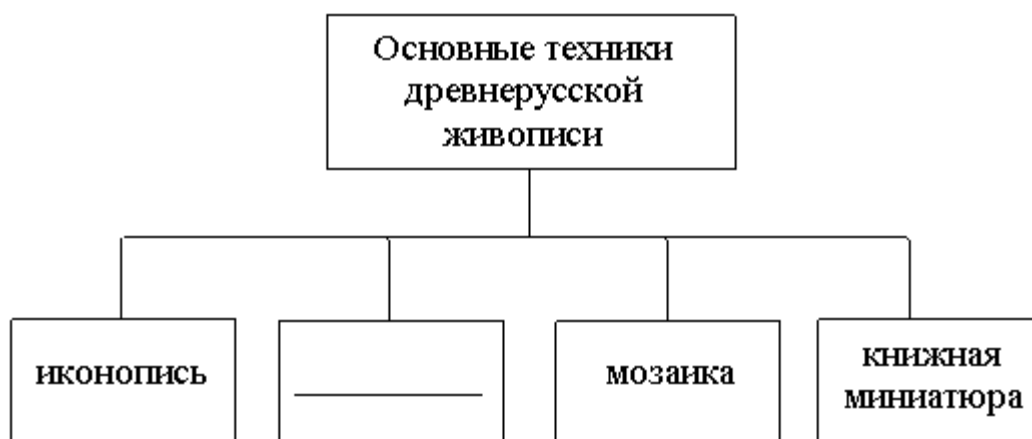 Основные техники
древнерусской
живописи
иконопись
мозаика
книжная
миниатюра